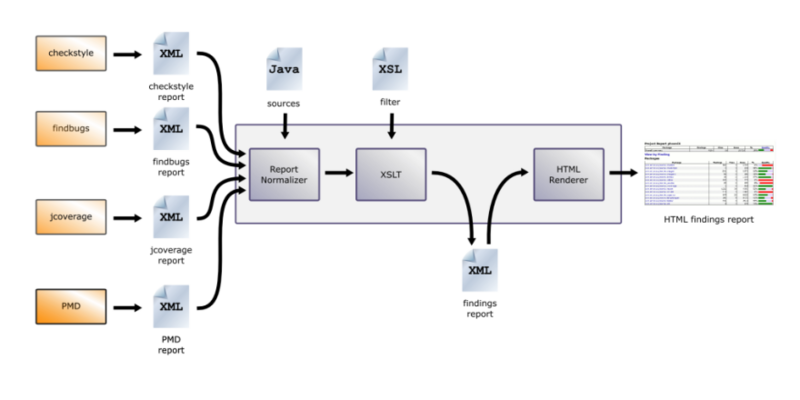 checkstyle
XML
checkstyle
report
findbugs
XML
findbugs
report
jcoverage
XML
jcoverage
report
PMD
XML
PMD
report
Java
sources
XSL
filter
Report
Normalizer
XSLT
HTML
Renderer
XML
findings
report
HTML findings report